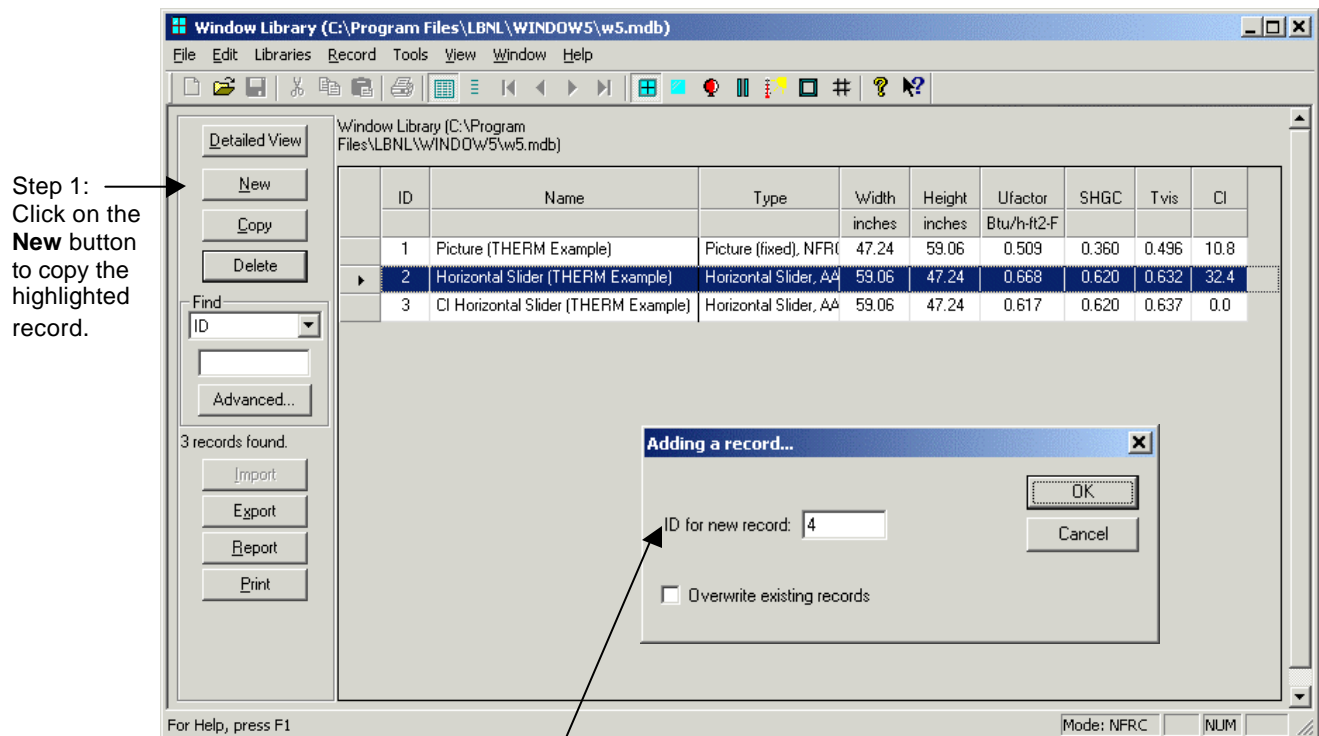 Window Library (C:\Program Files\LBNL\WINDOW5\w5.mdb)
File Edit Libraries Record Tools View Window Help
Detailed View
New
Copy
Delete
Find
ID
Advanced...
3 records found.
Import
Export
Report
Print
Window Library (C:\Program
Files\LBNL\WINDOW5\w5.mdb)
ID Name Type Width Height Ufactor SHGC Tvis CI
inches inches Btu/h-ft2-F
1 Picture (THERM Example) Picture (fixed), NFR( 47.24 59.06 0.509 0.360 0.496 10.8
2 Horizontal Slider (THERM Example) Horizontal Slider, AA 59.06 47.24 0.668 0.620 0.632 32.4
3 CI Horizontal Slider (THERM Example) Horizontal Slider, AA 59.06 47.24 0.617 0.620 0.637 0.0
Step 1:
Click on the
New button
to copy the
highlighted
record.
Adding a record...
ID for new record: 4
OK
Cancel
Overwrite existing records
For Help, press F1
Mode: NFRC NUM